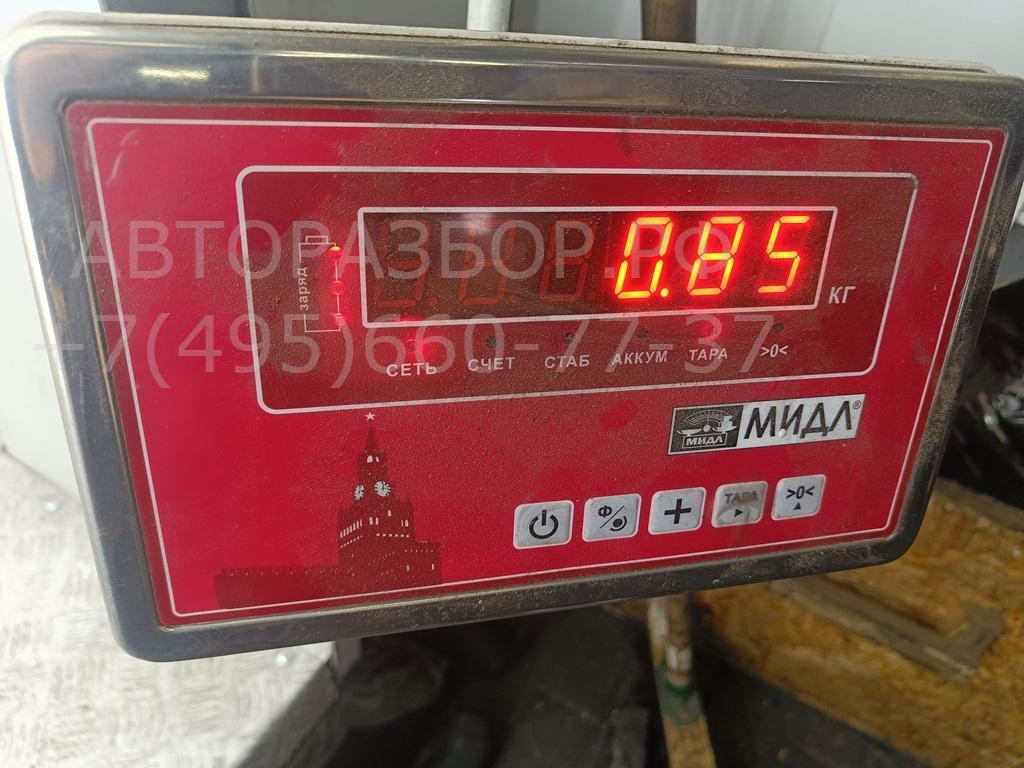 АВТОРАЗБОР.РФ
+7(495)660-77-37
заряд
0.85
КГ
СЕТЬ СЧЕТ СТАБ АККУМ ТАРА >0<
МИДЛ МИДЛ®
Ф + ТАРА >0<